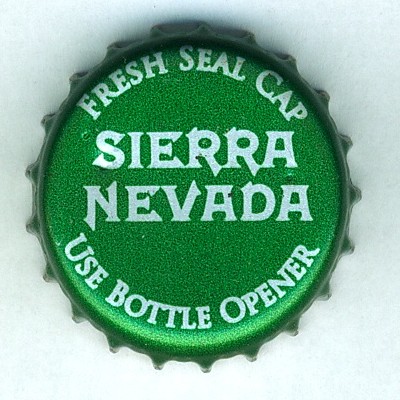 FRESH SEAL CAP
SIERRA
NEVADA
USE BOTTLE OPENER